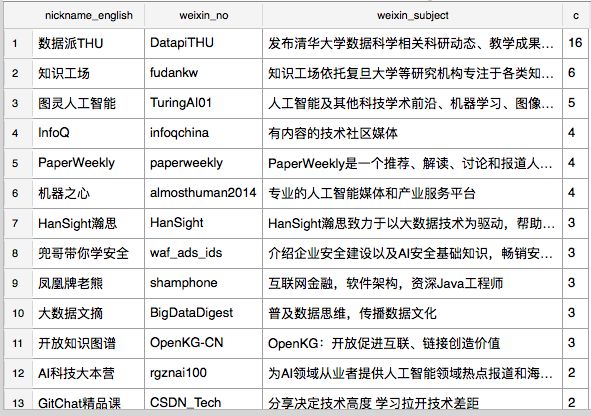 nickname_english weixin_no weixin_subject c
1 数据派THU DatapiTHU 发布清华大学数据科学相关科研动态、教学成果… 16
2 知识工场 fudankw 知识工场依托复旦大学等研究机构专注于各类知… 6
3 图灵人工智能 TuringAI01 人工智能及其他科技学术前沿、机器学习、图像… 5
4 InfoQ infoqchina 有内容的技术社区媒体 4
5 PaperWeekly paperweekly PaperWeekly是一个推荐、解读、讨论和报道人… 4
6 机器之心 almosthuman2014 专业的人工智能媒体和产业服务平台 4
7 HanSight瀚思 HanSight HanSight瀚思致力于以大数据技术为驱动，帮助… 3
8 兜哥带你学安全 waf_ads_ids 介绍企业安全建设以及AI安全基础知识，畅销安… 3
9 凤凰牌老熊 shamphone 互联网金融，软件架构，资深Java工程师 3
10 大数据文摘 BigDataDigest 普及数据思维，传播数据文化 3
11 开放知识图谱 OpenKG-CN OpenKG：开放促进互联、链接创造价值 3
12 AI科技大本营 rgznai100 为AI领域从业者提供人工智能领域热点报道和海… 2
13 GitChat精品课 CSDN_Tech 分享决定技术高度 学习拉开技术差距 2